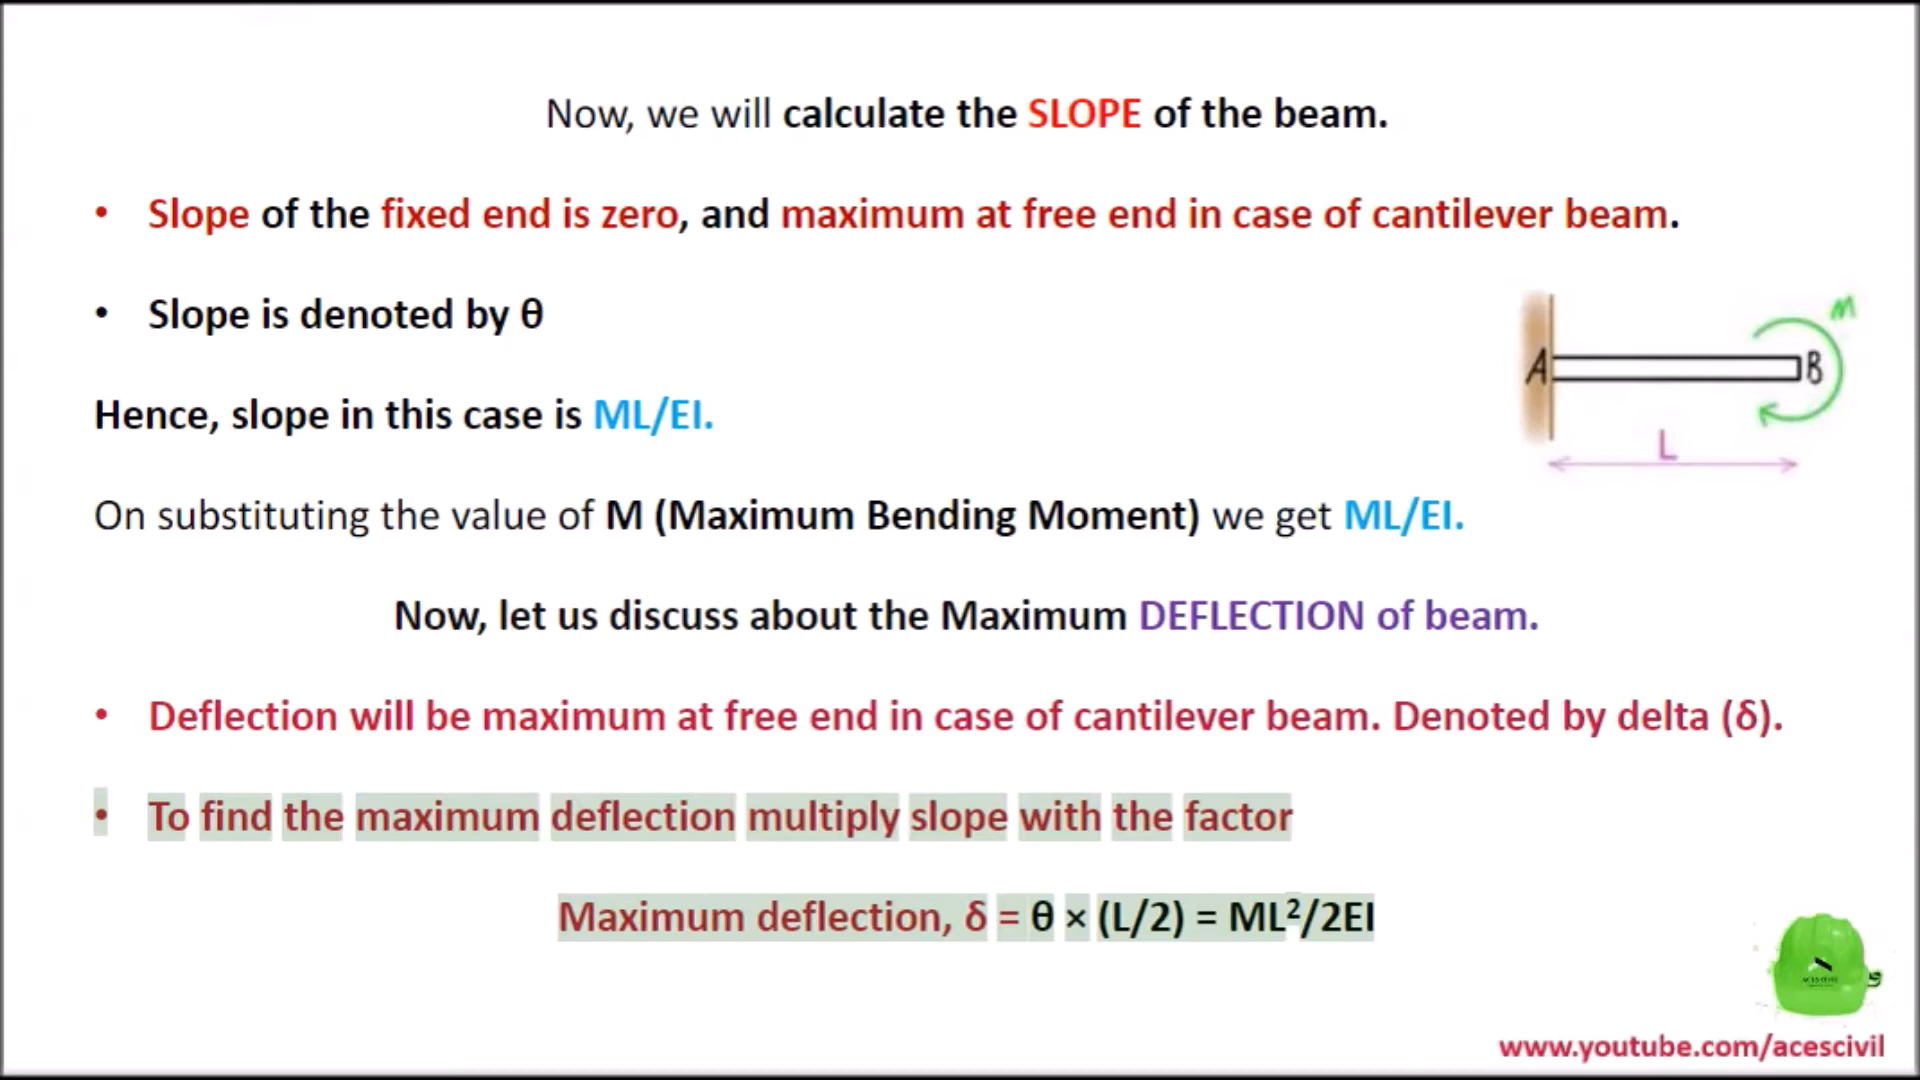 Now, we will calculate the SLOPE of the beam.
• Slope of the fixed end is zero, and maximum at free end in case of cantilever beam.
• Slope is denoted by θ
M
A
B
L
Hence, slope in this case is ML/EI.
On substituting the value of M (Maximum Bending Moment) we get ML/EI.
Now, let us discuss about the Maximum DEFLECTION of beam.
• Deflection will be maximum at free end in case of cantilever beam. Denoted by delta (δ).
• To find the maximum deflection multiply slope with the factor
Maximum deflection, δ = θ × (L/2) = ML²/2EI
www.youtube.com/acescivil